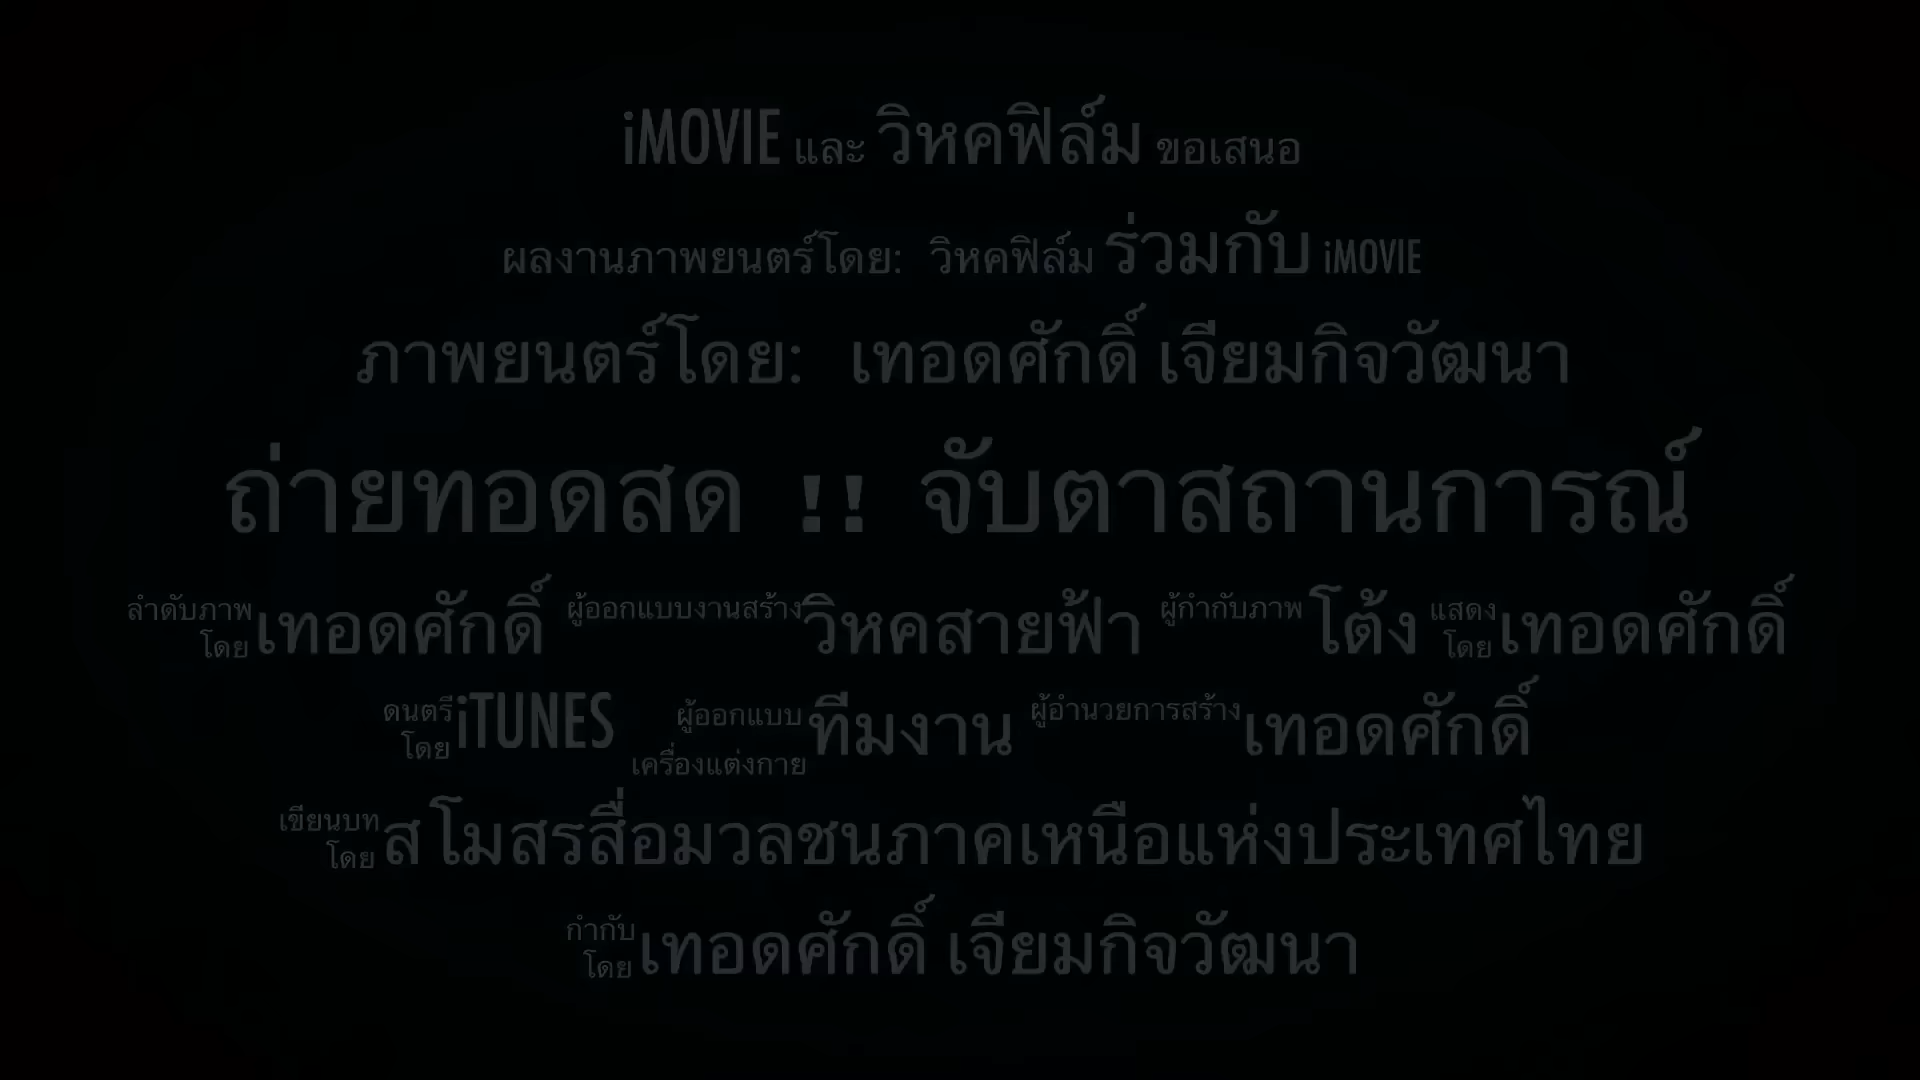 iMOVIE และ วิหคฟิล์ม ขอเสนอ
ผลงานภาพยนตร์โดย: วิหคฟิล์ม ร่วมกับ iMOVIE
ภาพยนตร์โดย: เทอดศักดิ์ เจียมกิจวัฒนา
ถ่ายทอดสด !! จับตาสถานการณ์
ลำดับภาพโดย เทอดศักดิ์ ผู้ออกแบบงานสร้าง วิหคสายฟ้า ผู้กำกับภาพ โต้ง แสดงโดย เทอดศักดิ์
ดนตรีโดย iTUNES ผู้ออกแบบเครื่องแต่งกาย ทีมงาน ผู้อำนวยการสร้าง เทอดศักดิ์
เขียนบทโดย สโมสรสื่อมวลชนภาคเหนือแห่งประเทศไทย
กำกับโดย เทอดศักดิ์ เจียมกิจวัฒนา